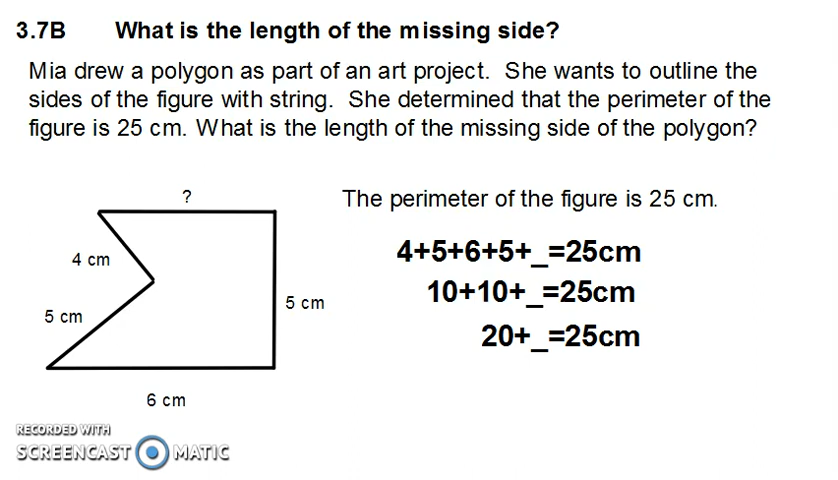 3.7B What is the length of the missing side?
Mia drew a polygon as part of an art project. She wants to outline the
sides of the figure with string. She determined that the perimeter of the
figure is 25 cm. What is the length of the missing side of the polygon?
?
The perimeter of the figure is 25 cm.
4 cm
5 cm
5 cm
6 cm
4+5+6+5+_=25cm
10+10+_=25cm
20+_=25cm
RECORDED WITH
SCREENCAST MATIC